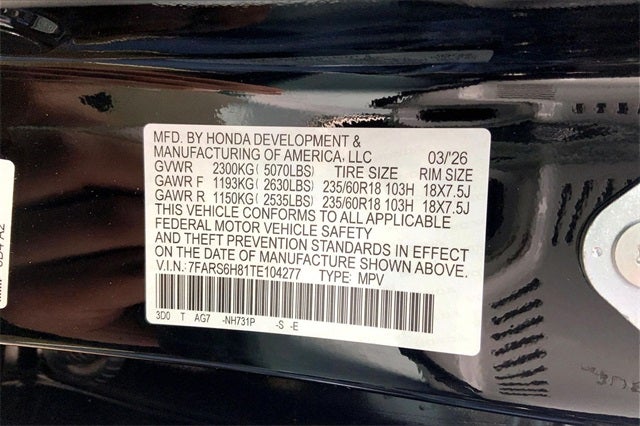 MFD. BY HONDA DEVELOPMENT &
MANUFACTURING OF AMERICA, LLC 03/'26
GVWR 2300KG( 5070LBS) TIRE SIZE RIM SIZE
GAWR F 1193KG( 2630LBS) 235/60R18 103H 18X7.5J
GAWR R 1150KG( 2535LBS) 235/60R18 103H 18X7.5J
THIS VEHICLE CONFORMS TO ALL APPLICABLE
FEDERAL MOTOR VEHICLE SAFETY
AND THEFT PREVENTION STANDARDS IN EFFECT
ON THE DATE OF MANUFACTURE SHOWN ABOVE.
V.I.N.: 7FARS6H81TE104277 TYPE: MPV
3D0 T AG7 -NH731P -S -E